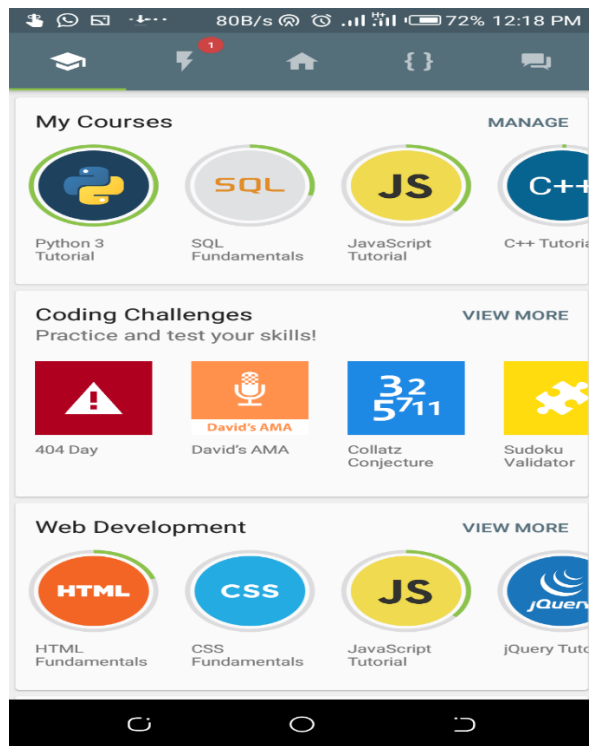 80B/s 72% 12:18 PM
1
{ }
My Courses MANAGE
SQL JS C++
Python 3 Tutorial
SQL Fundamentals
JavaScript Tutorial
C++ Tutoria
Coding Challenges VIEW MORE
Practice and test your skills!
David's AMA
32
5711
404 Day
David's AMA
Collatz Conjecture
Sudoku Validator
Web Development VIEW MORE
HTML CSS JS jQuery
HTML Fundamentals
CSS Fundamentals
JavaScript Tutorial
jQuery Tuto